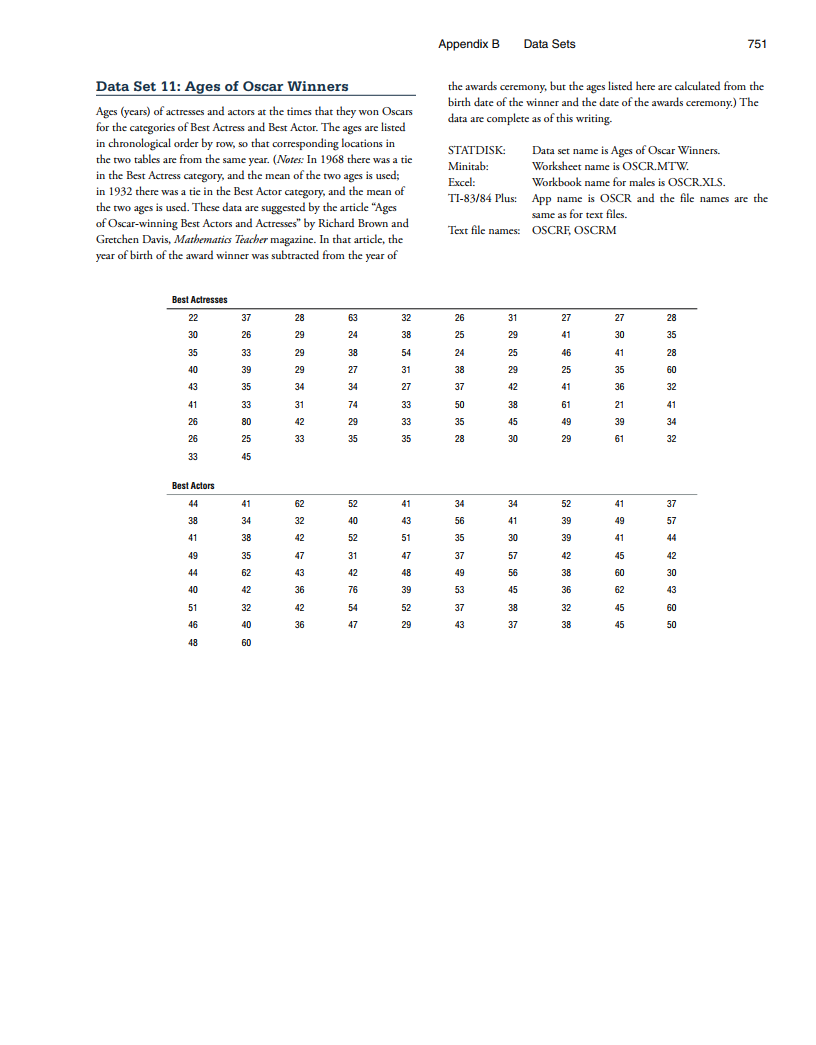 Appendix B Data Sets 751
Data Set 11: Ages of Oscar Winners
Ages (years) of actresses and actors at the times that they won Oscars
for the categories of Best Actress and Best Actor. The ages are listed
in chronological order by row, so that corresponding locations in
the two tables are from the same year. (Notes: In 1968 there was a tie
in the Best Actress category, and the mean of the two ages is used;
in 1932 there was a tie in the Best Actor category, and the mean of
the two ages is used. These data are suggested by the article “Ages
of Oscar-winning Best Actors and Actresses” by Richard Brown and
Gretchen Davis, Mathematics Teacher magazine. In that article, the
year of birth of the award winner was subtracted from the year of
the awards ceremony, but the ages listed here are calculated from the
birth date of the winner and the date of the awards ceremony.) The
data are complete as of this writing.
STATDISK: Data set name is Ages of Oscar Winners.
Minitab: Worksheet name is OSCR.MTW.
Excel: Workbook name for males is OSCR.XLS.
TI-83/84 Plus: App name is OSCR and the file names are the
same as for text files.
Text file names: OSCRF, OSCRM
Best Actresses
22 37 28 63 32 26 31 27 27 28
30 26 29 24 38 25 29 41 30 35
35 33 29 38 54 24 25 46 41 28
40 39 29 27 31 38 29 25 35 60
43 35 34 34 27 37 42 41 36 32
41 33 31 74 33 50 38 61 21 41
26 80 42 29 33 35 45 49 39 34
26 25 33 35 35 28 30 29 61 32
33 45
Best Actors
44 41 62 52 41 34 34 52 41 37
38 34 32 40 43 56 41 39 49 57
41 38 42 52 51 35 30 39 41 44
49 35 47 31 47 37 57 42 45 42
44 62 43 42 48 49 56 38 60 30
40 42 36 76 39 53 45 36 62 43
51 32 42 54 52 37 38 32 45 60
46 40 36 47 29 43 37 38 45 50
48 60